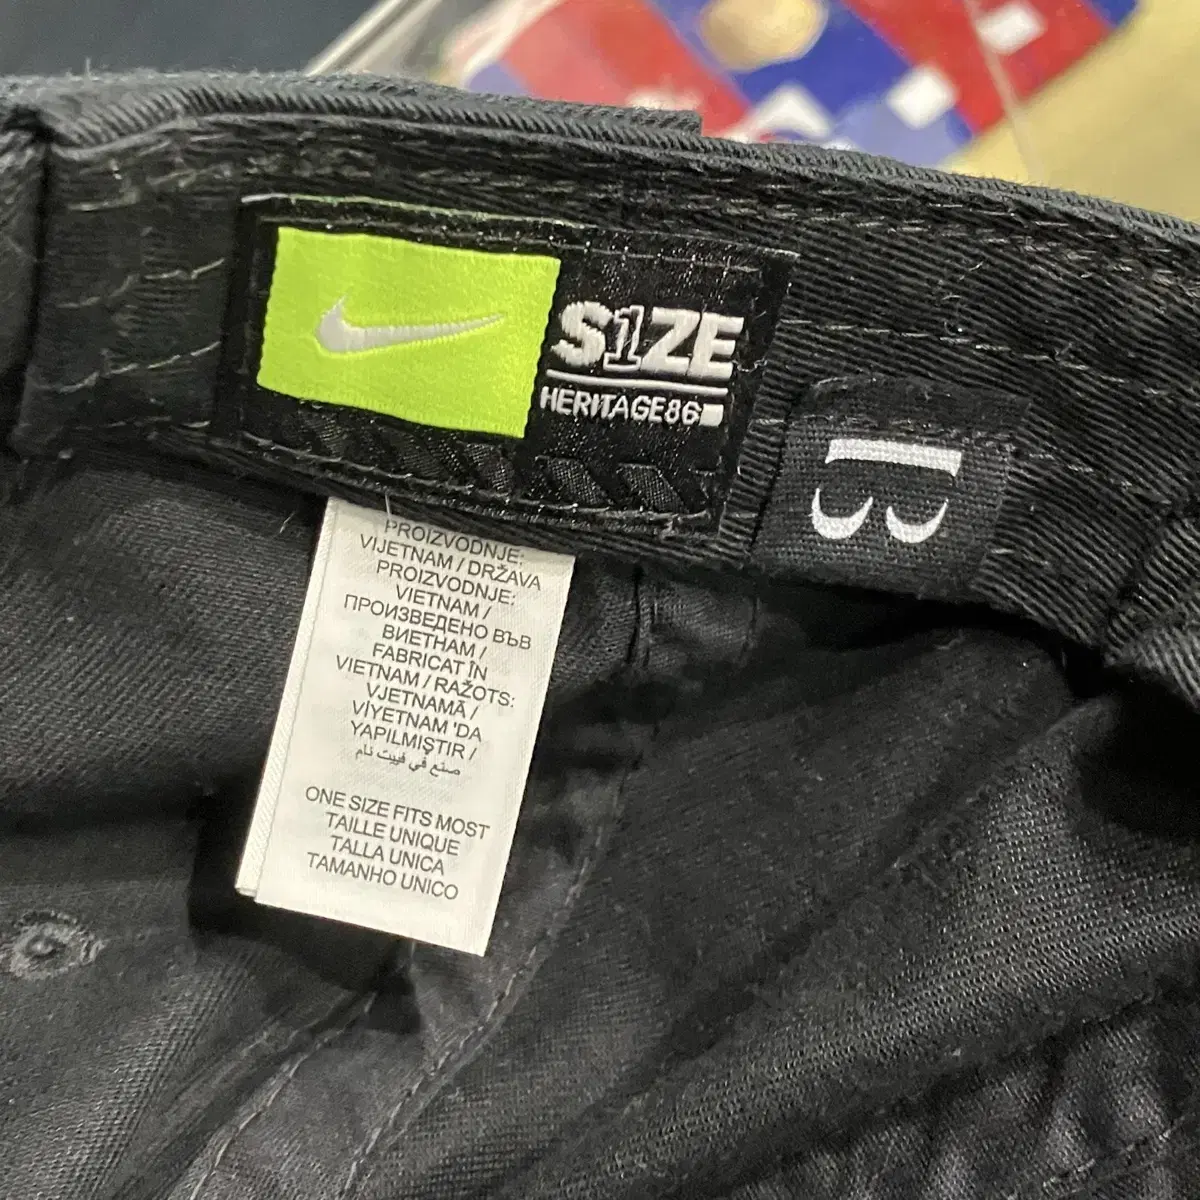 S1ZE
HERITAGE86
B
PROIZVODNJE:
VIJETNAM / DRŽAVA
PROIZVODNJE:
VIETNAM /
ПРОИЗВЕДЕНО ВЪВ
ВИЕТНАМ /
FABRICAT ÎN
VIETNAM / RAŽOTS:
VJETNAMĀ /
VİYETNAM 'DA
YAPILMIŞTIR /
صنع في فييت نام
ONE SIZE FITS MOST
TAILLE UNIQUE
TALLA UNICA
TAMANHO UNICO